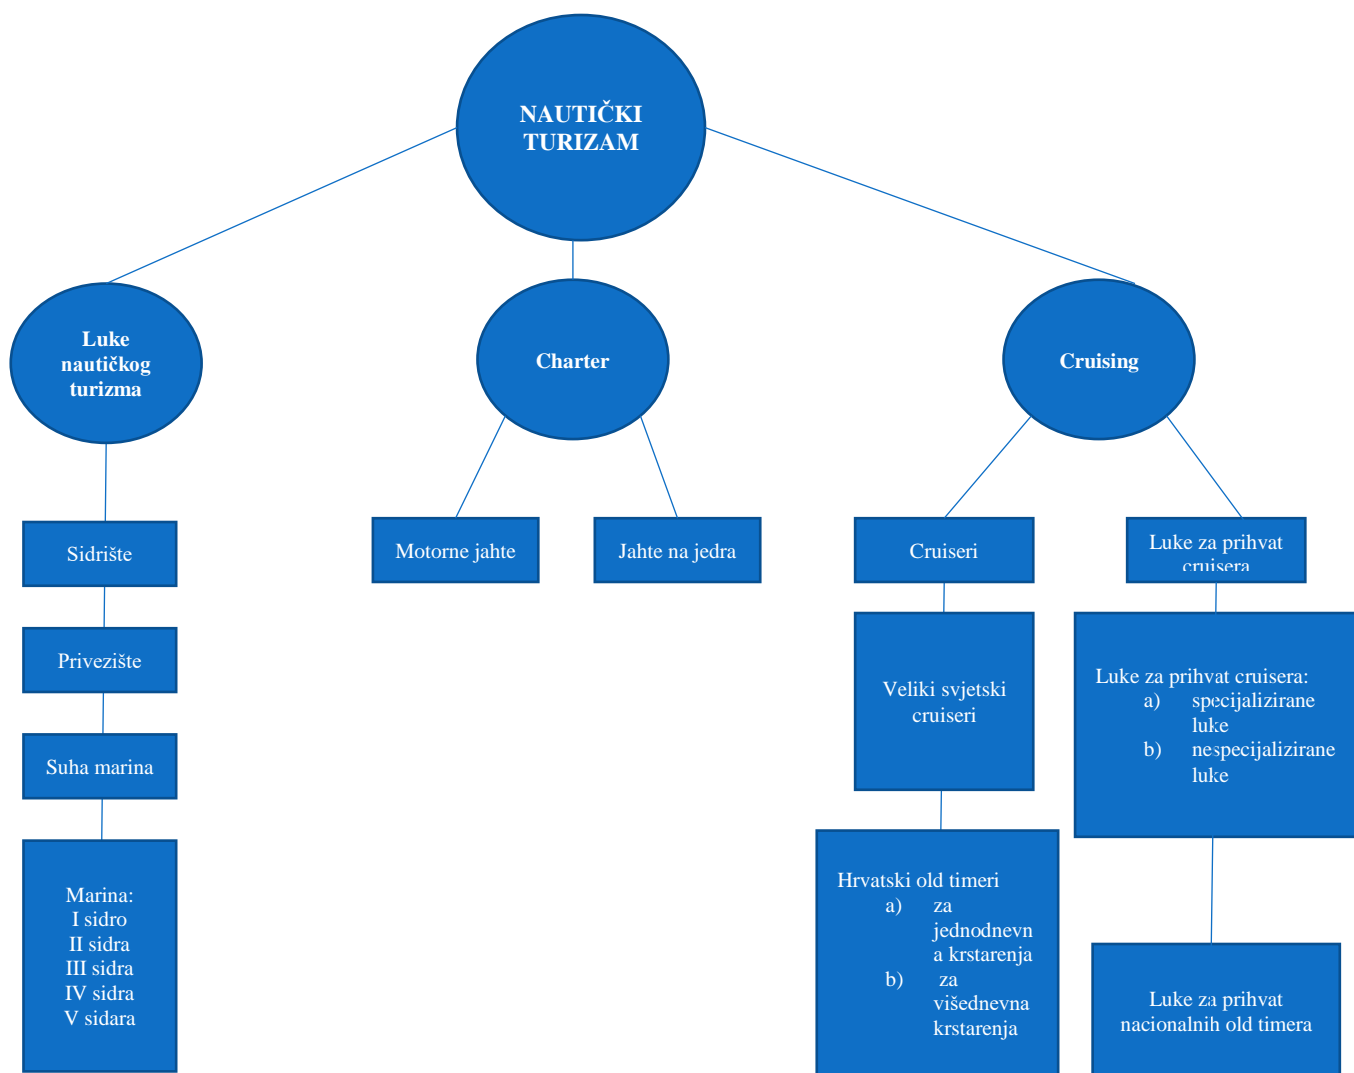 NAUTIČKI
TURIZAM
Luke
nautičkog
turizma
Charter
Cruising
Sidrište
Motorne jahte
Jahte na jedra
Cruiseri
Luke za prihvat
cruisera
Privezište
Veliki svjetski
cruiseri
Luke za prihvat cruisera:
a) specijalizirane
luke
b) nespecijalizirane
luke
Suha marina
Marina:
I sidro
II sidra
III sidra
IV sidra
V sidara
Hrvatski old timeri
a) za
jednodnevn
a krstarenja
b) za
višednevna
krstarenja
Luke za prihvat
nacionalnih old timera